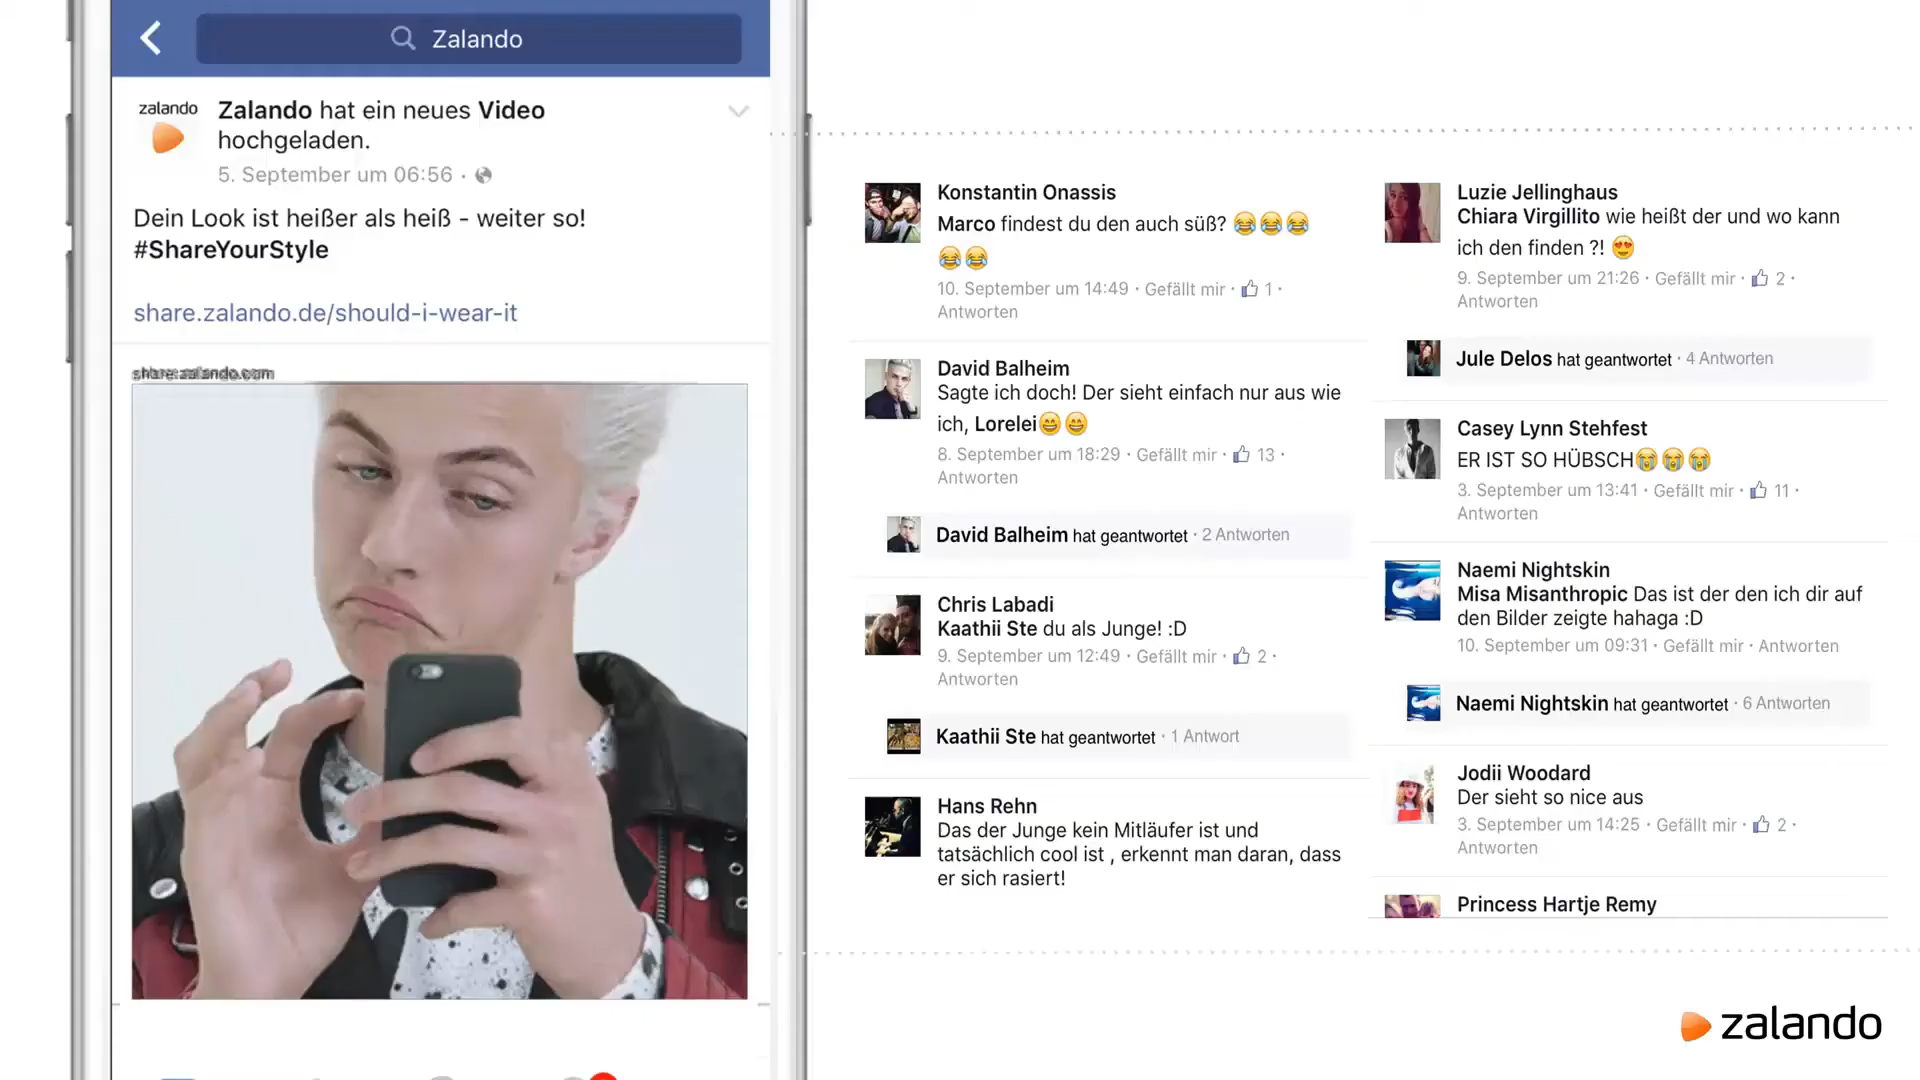 Zalando
zalando
Zalando hat ein neues Video
hochgeladen.
5. September um 06:56 ·
Dein Look ist heißer als heiß - weiter so!
#ShareYourStyle
share.zalando.de/should-i-wear-it
Konstantin Onassis
Marco findest du den auch süß? 😂😂😂
😂😂
10. September um 14:49 · Gefällt mir · 1 ·
Antworten
David Balheim
Sagte ich doch! Der sieht einfach nur aus wie
ich, Lorelei😄😄
8. September um 18:29 · Gefällt mir · 13 ·
Antworten
David Balheim hat geantwortet · 2 Antworten
Chris Labadi
Kaathii Ste du als Junge! :D
9. September um 12:49 · Gefällt mir · 2 ·
Antworten
Kaathii Ste hat geantwortet · 1 Antwort
Hans Rehn
Das der Junge kein Mitläufer ist und
tatsächlich cool ist , erkennt man daran, dass
er sich rasiert!
Luzie Jellinghaus
Chiara Virgillito wie heißt der und wo kann
ich den finden ?! 😍
9. September um 21:26 · Gefällt mir · 2 ·
Antworten
Jule Delos hat geantwortet · 4 Antworten
Casey Lynn Stehfest
ER IST SO HÜBSCH😭😭😭
3. September um 13:41 · Gefällt mir · 11 ·
Antworten
Naemi Nightskin
Misa Misanthropic Das ist der den ich dir auf
den Bilder zeigte hahaga :D
10. September um 09:31 · Gefällt mir · Antworten
Naemi Nightskin hat geantwortet · 6 Antworten
Jodii Woodard
Der sieht so nice aus
3. September um 14:25 · Gefällt mir · 2 ·
Antworten
Princess Hartje Remy
zalando